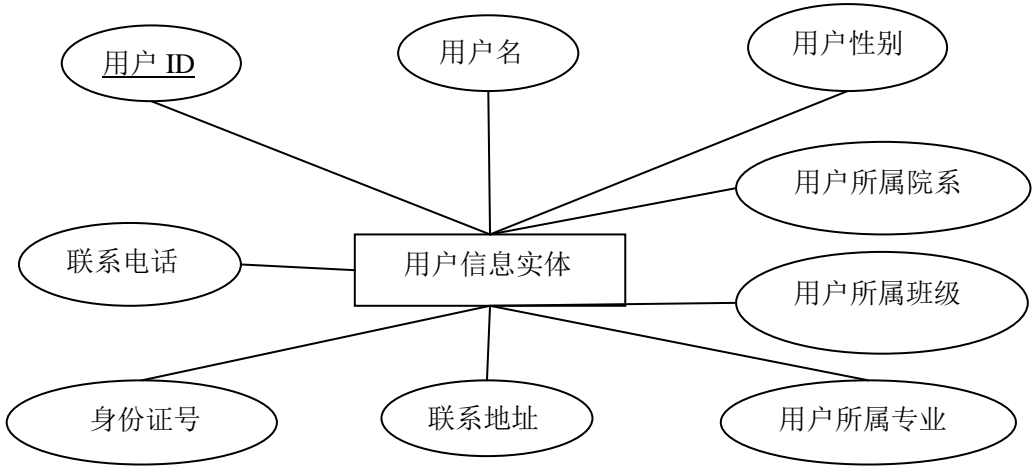 用户 ID
用户名
用户性别
用户所属院系
联系电话
用户信息实体
用户所属班级
身份证号
联系地址
用户所属专业